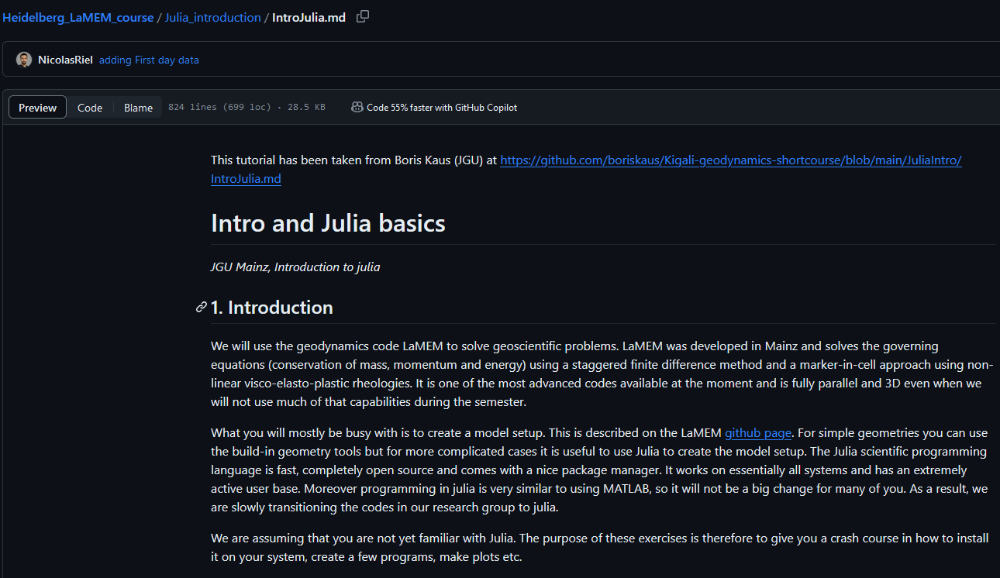 Heidelberg_LaMEM_course / Julia_introduction / IntroJulia.md
NicolasRiel adding First day data
Preview Code Blame 824 lines (699 loc) · 28.5 KB Code 55% faster with GitHub Copilot
This tutorial has been taken from Boris Kaus (JGU) at https://github.com/boriskaus/Kigali-geodynamics-shortcourse/blob/main/JuliaIntro/
IntroJulia.md
Intro and Julia basics
JGU Mainz, Introduction to julia
1. Introduction
We will use the geodynamics code LaMEM to solve geoscientific problems. LaMEM was developed in Mainz and solves the governing
equations (conservation of mass, momentum and energy) using a staggered finite difference method and a marker-in-cell approach using non-
linear visco-elasto-plastic rheologies. It is one of the most advanced codes available at the moment and is fully parallel and 3D even when we
will not use much of that capabilities during the semester.
What you will mostly be busy with is to create a model setup. This is described on the LaMEM github page. For simple geometries you can use
the build-in geometry tools but for more complicated cases it is useful to use Julia to create the model setup. The Julia scientific programming
language is fast, completely open source and comes with a nice package manager. It works on essentially all systems and has an extremely
active user base. Moreover programming in julia is very similar to using MATLAB, so it will not be a big change for many of you. As a result, we
are slowly transitioning the codes in our research group to julia.
We are assuming that you are not yet familiar with Julia. The purpose of these exercises is therefore to give you a crash course in how to install
it on your system, create a few programs, make plots etc.